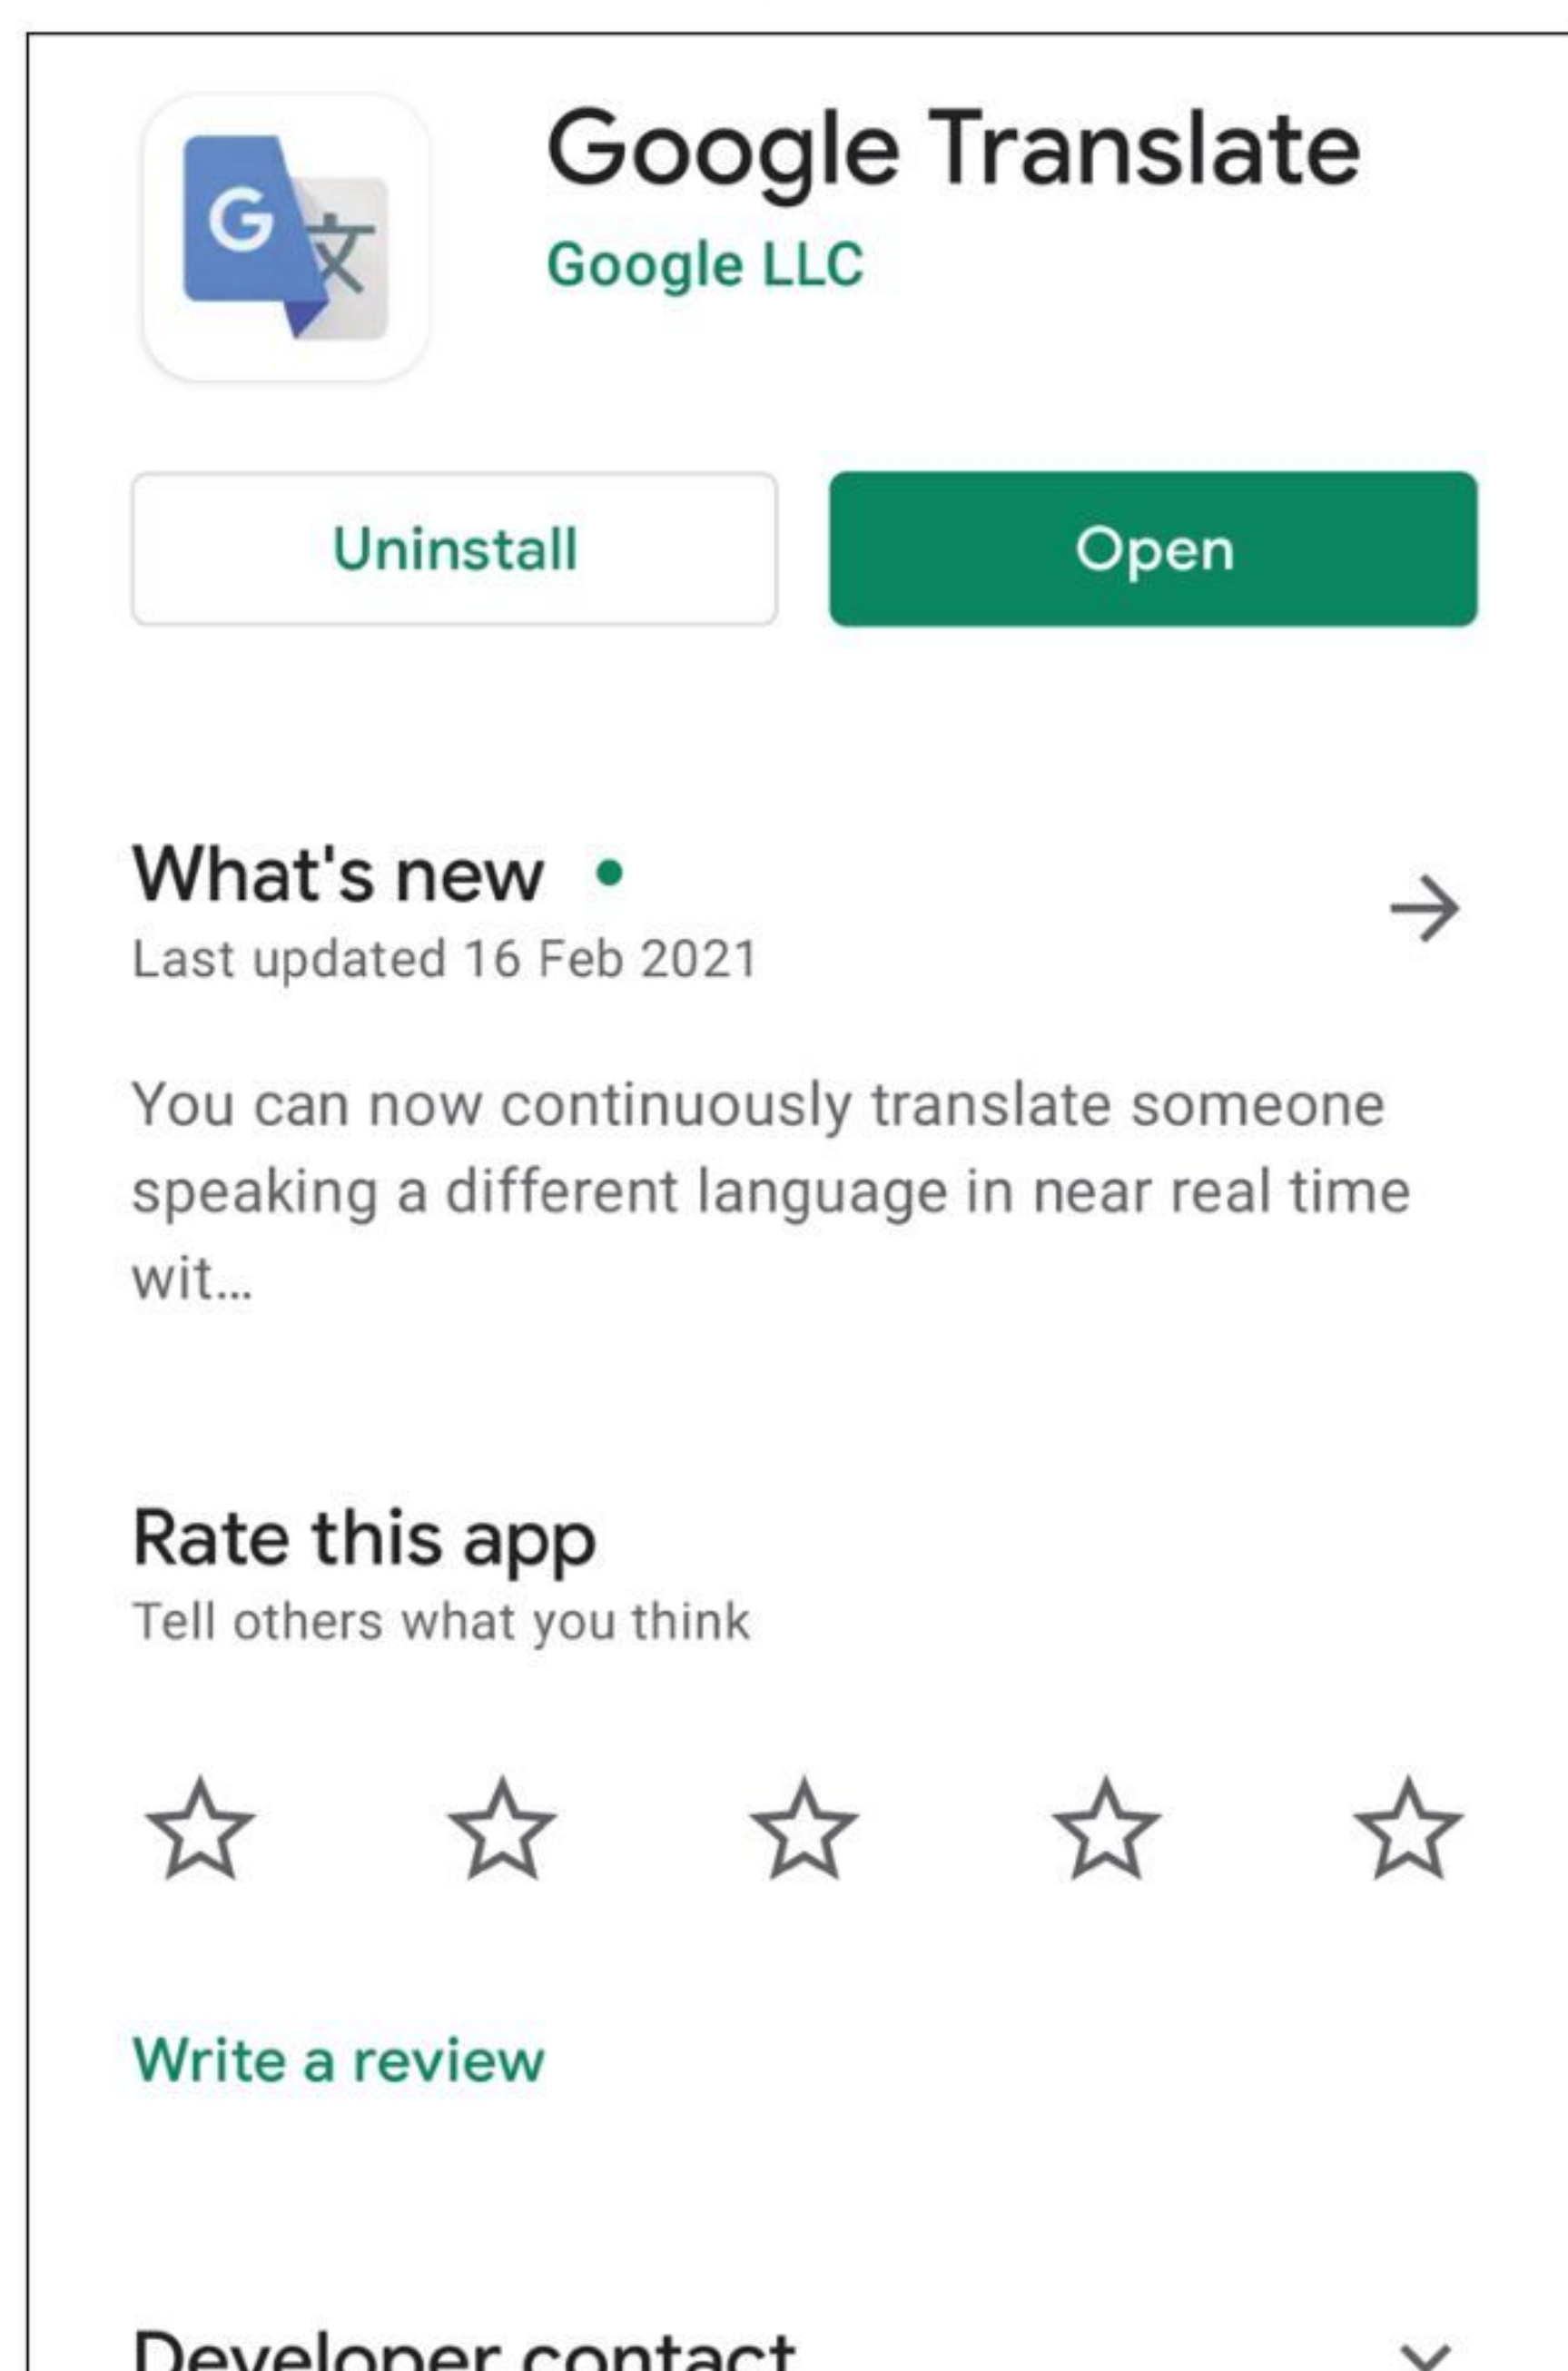 G 文
Google Translate
Google LLC
Uninstall
Open
What's new
Last updated 16 Feb 2021
You can now continuously translate someone
speaking a different language in near real time
wit…
Rate this app
Tell others what you think
Write a review
Developer contact